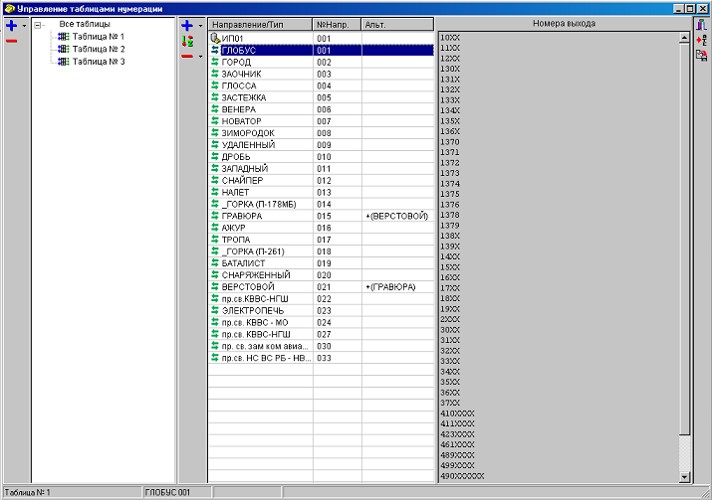 Управление таблицами нумерации
Все таблицы
Таблица № 1
Таблица № 2
Таблица № 3
Направление/Тип №Напр. Альт.
ИП01 001
ГЛОБУС 001
ГОРОД 002
ЗАОЧНИК 003
ГЛОССА 004
ЗАСТЕЖКА 005
ВЕНЕРА 006
НОВАТОР 007
ЗИМОРОДОК 008
УДАЛЕННЫЙ 009
ДРОБЬ 010
ЗАПАДНЫЙ 011
СНАЙПЕР 012
НАЛЕТ 013
_ГОРКА (П-178МБ) 014
ГРАВЮРА 015 +(ВЕРСТОВОЙ)
АЖУР 016
ТРОПА 017
_ГОРКА (П-261) 018
БАТАЛИСТ 019
СНАРЯЖЕННЫЙ 020
ВЕРСТОВОЙ 021 +(ГРАВЮРА)
пр.св.КВВС-НГШ 022
ЭЛЕКТРОПЕЧЬ 023
пр.св. КВВС - МО 024
пр.св. КВВС-НГШ 027
пр. св. зам ком авиа... 030
пр.св. НС ВС РБ - НВ... 033
Номера выхода
10XX
11XX
12XX
130X
131X
132X
133X
134X
135X
136X
1370
1371
1372
1373
1374
1375
1376
1378
1379
138X
139X
14XX
15XX
16XX
17XX
18XX
19XX
2XXX
30XX
31XX
32XX
33XX
34XX
35XX
36XX
37XX
410XXXX
411XXXX
423XXXX
461XXXX
489XXXX
499XXXX
490XXXXXX
Таблица № 1
ГЛОБУС 001